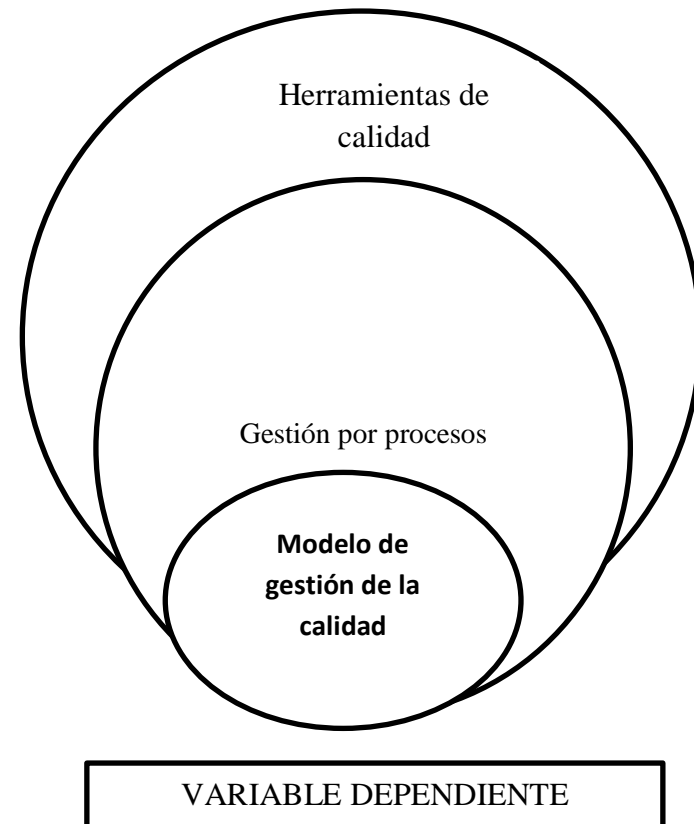 Herramientas de
calidad
Gestión por procesos
Modelo de
gestión de la
calidad
VARIABLE DEPENDIENTE